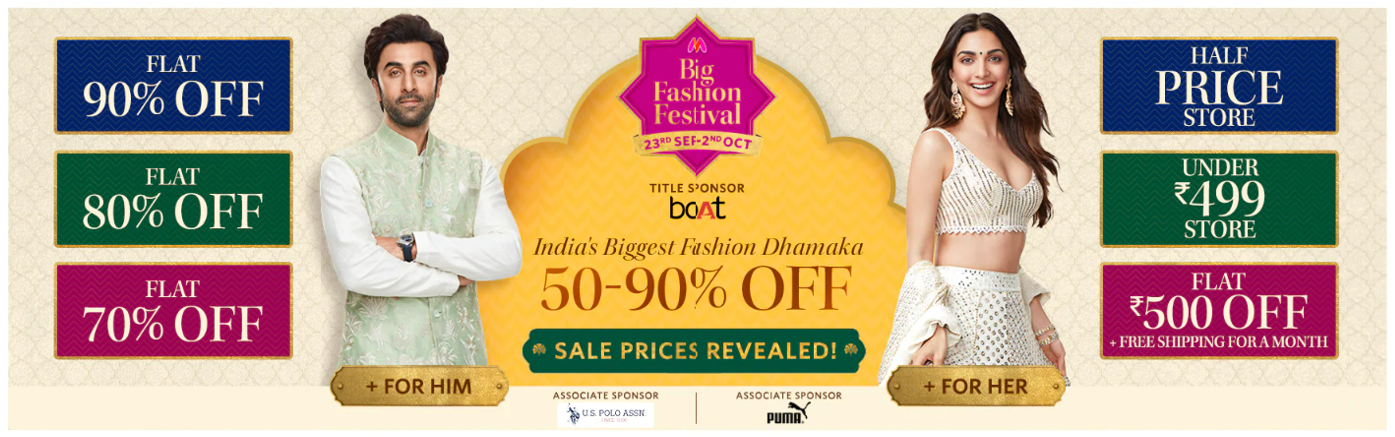 FLAT
90% OFF
FLAT
80% OFF
FLAT
70% OFF
+ FOR HIM
Big
Fashion
Festival
23RD SEP-2ND OCT
TITLE SPONSOR
boAt
India's Biggest Fashion Dhamaka
50-90% OFF
SALE PRICES REVEALED!
ASSOCIATE SPONSOR
U.S. POLO ASSN.
ASSOCIATE SPONSOR
PUMA
+ FOR HER
HALF
PRICE
STORE
UNDER
₹499
STORE
FLAT
₹500 OFF
+ FREE SHIPPING FOR A MONTH